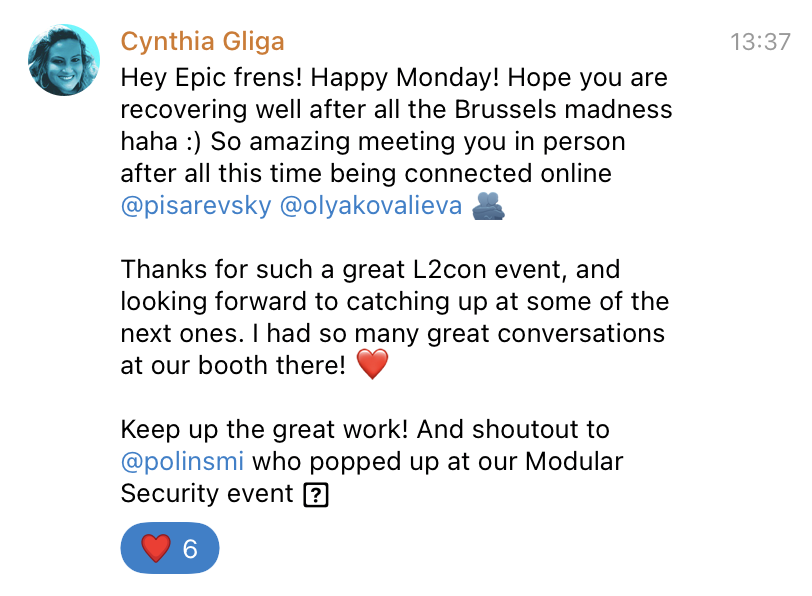 Cynthia Gliga 13:37
Hey Epic frens! Happy Monday! Hope you are
recovering well after all the Brussels madness
haha :) So amazing meeting you in person
after all this time being connected online
@pisarevsky @olyakovalieva 🫂
Thanks for such a great L2con event, and
looking forward to catching up at some of the
next ones. I had so many great conversations
at our booth there! ❤️
Keep up the great work! And shoutout to
@polinsmi who popped up at our Modular
Security event ⍰
❤️ 6